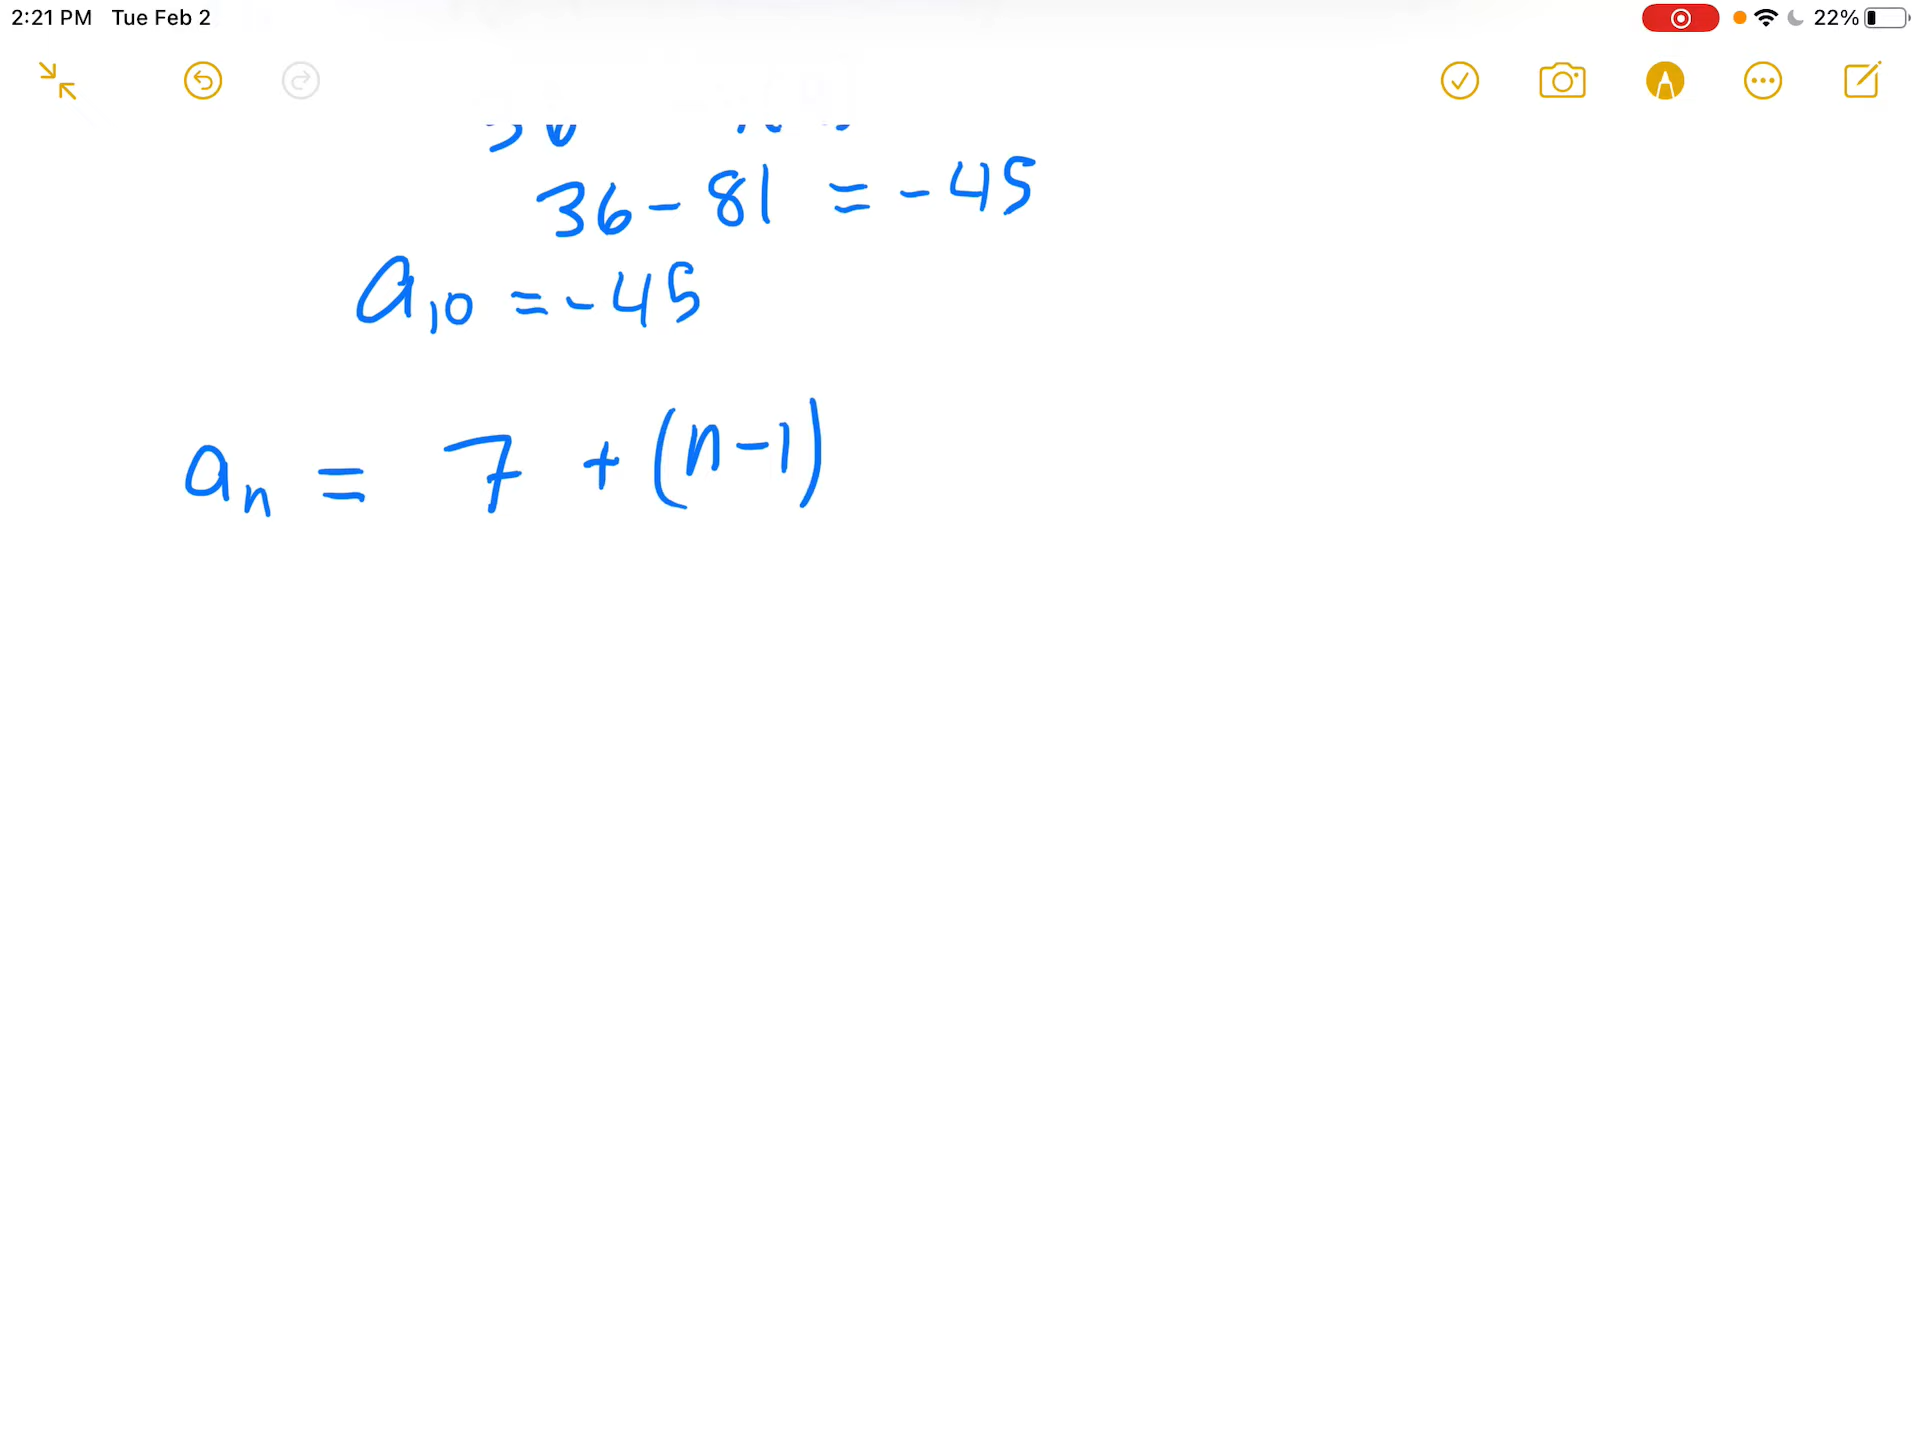 2:21 PM Tue Feb 2 22%
36 - 81 = - 45
a₁₀ = - 45
aₙ = 7 + (n - 1)